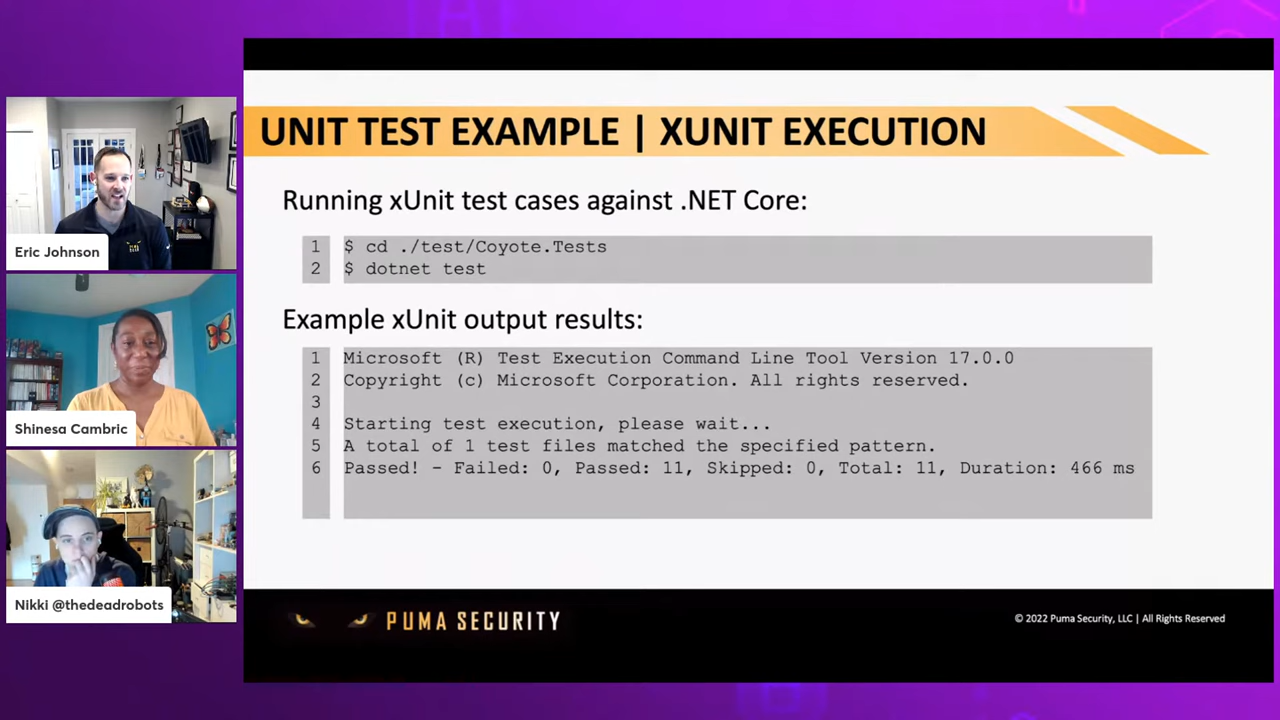 Eric Johnson
Shinesa Cambric
Nikki @thedeadrobots
UNIT TEST EXAMPLE | XUNIT EXECUTION
Running xUnit test cases against .NET Core:
1 $ cd ./test/Coyote.Tests
2 $ dotnet test
Example xUnit output results:
1 Microsoft (R) Test Execution Command Line Tool Version 17.0.0
2 Copyright (c) Microsoft Corporation. All rights reserved.
3
4 Starting test execution, please wait...
5 A total of 1 test files matched the specified pattern.
6 Passed! - Failed: 0, Passed: 11, Skipped: 0, Total: 11, Duration: 466 ms
PUMA SECURITY
© 2022 Puma Security, LLC | All Rights Reserved